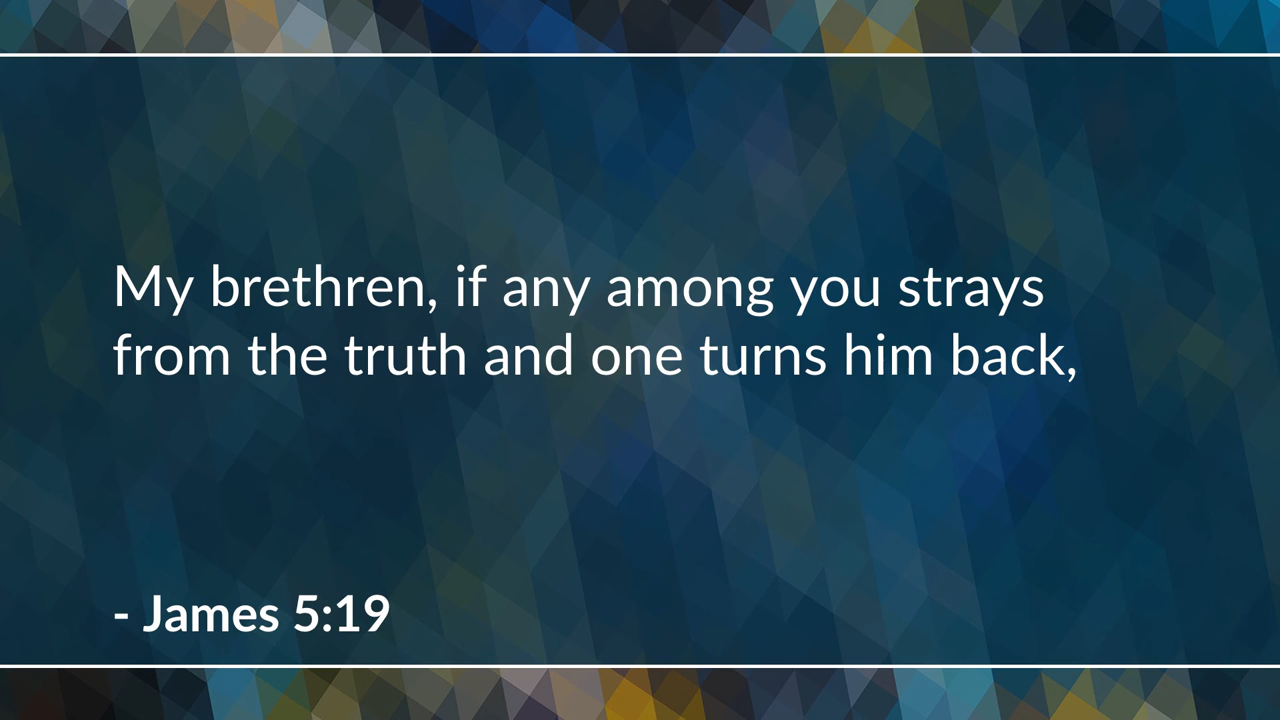 My brethren, if any among you strays
from the truth and one turns him back,
- James 5:19